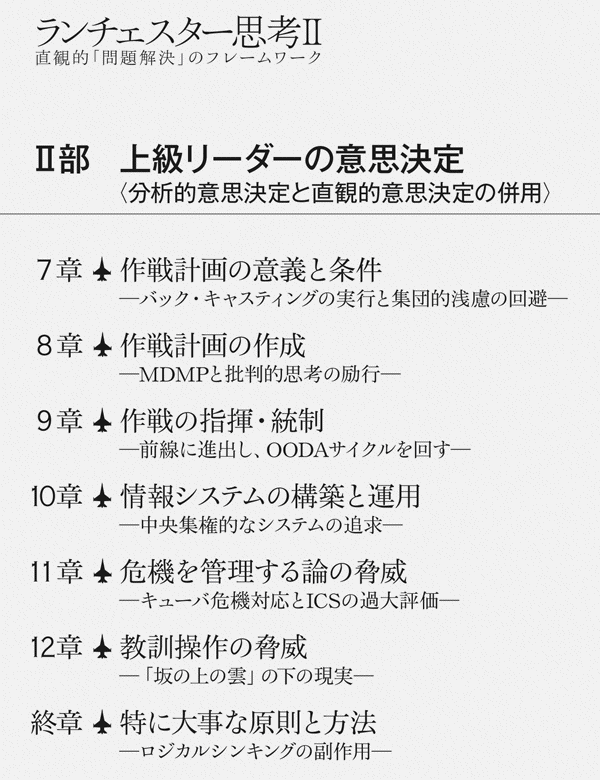 ランチェスター思考Ⅱ
直観的「問題解決」のフレームワーク
Ⅱ部 上級リーダーの意思決定
〈分析的意思決定と直観的意思決定の併用〉
7章 作戦計画の意義と条件
―バック・キャスティングの実行と集団的浅慮の回避―
8章 作戦計画の作成
―MDMPと批判的思考の励行―
9章 作戦の指揮・統制
―前線に進出し、OODAサイクルを回す―
10章 情報システムの構築と運用
―中央集権的なシステムの追求―
11章 危機を管理する論の脅威
―キューバ危機対応とICSの過大評価―
12章 教訓操作の脅威
―「坂の上の雲」の下の現実―
終章 特に大事な原則と方法
―ロジカルシンキングの副作用―